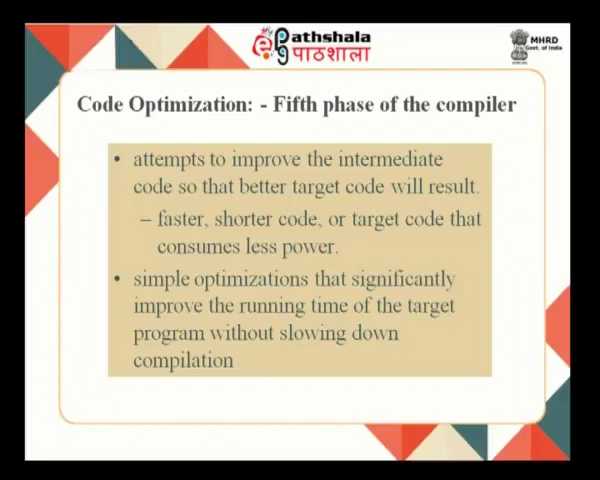 ePathshala
पाठशाला
MHRD
Govt. of India
Code Optimization: - Fifth phase of the compiler
• attempts to improve the intermediate
code so that better target code will result.
– faster, shorter code, or target code that
consumes less power.
• simple optimizations that significantly
improve the running time of the target
program without slowing down
compilation